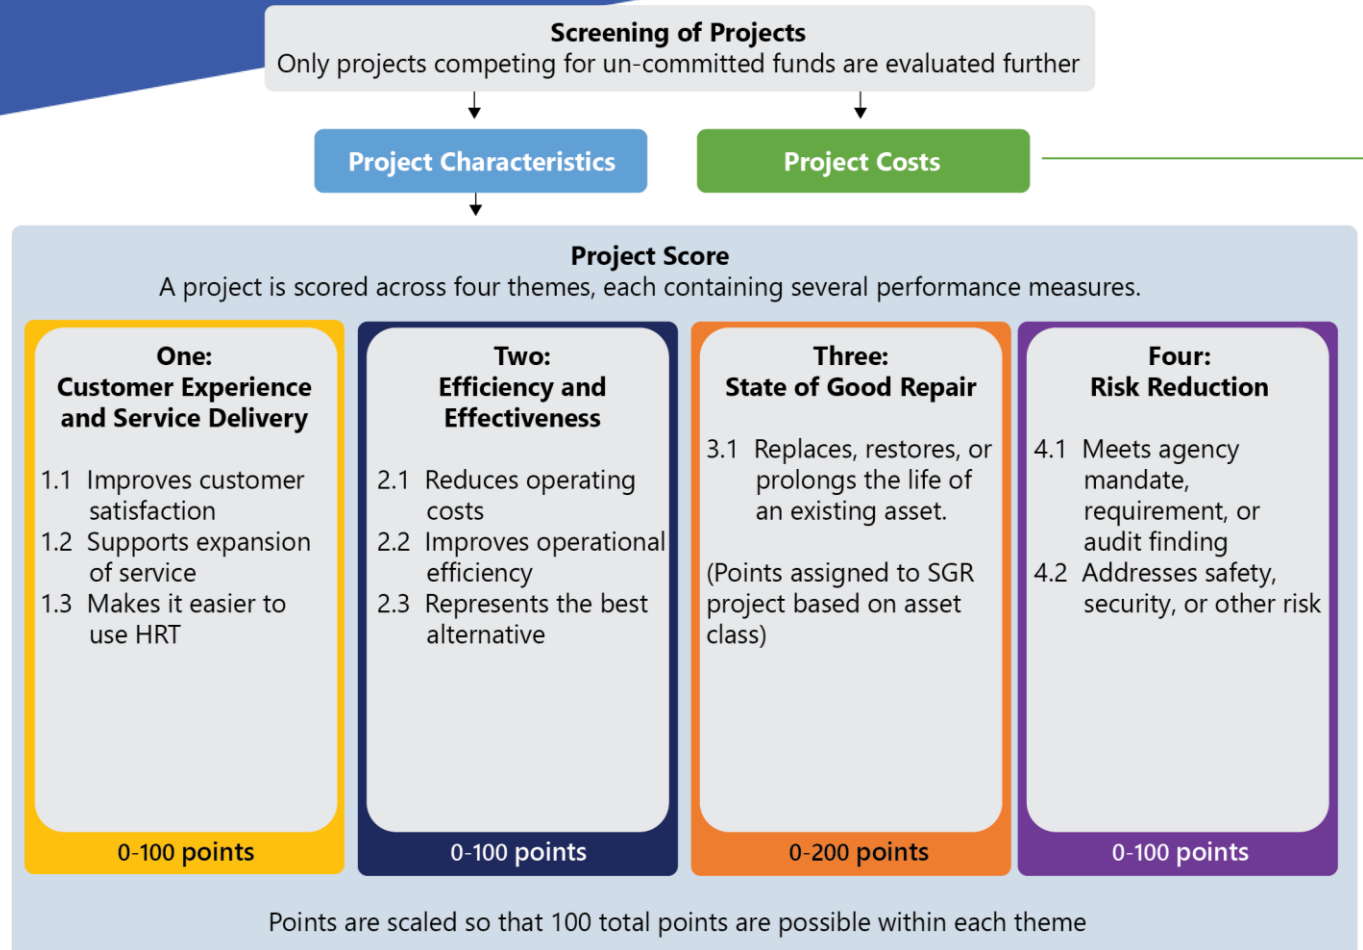 Screening of Projects
Only projects competing for un-committed funds are evaluated further
Project Characteristics
Project Costs
Project Score
A project is scored across four themes, each containing several performance measures.
One:
Customer Experience
and Service Delivery
1.1 Improves customer
satisfaction
1.2 Supports expansion
of service
1.3 Makes it easier to
use HRT
0-100 points
Two:
Efficiency and
Effectiveness
2.1 Reduces operating
costs
2.2 Improves operational
efficiency
2.3 Represents the best
alternative
0-100 points
Three:
State of Good Repair
3.1 Replaces, restores, or
prolongs the life of
an existing asset.
(Points assigned to SGR
project based on asset
class)
0-200 points
Four:
Risk Reduction
4.1 Meets agency
mandate,
requirement, or
audit finding
4.2 Addresses safety,
security, or other risk
0-100 points
Points are scaled so that 100 total points are possible within each theme